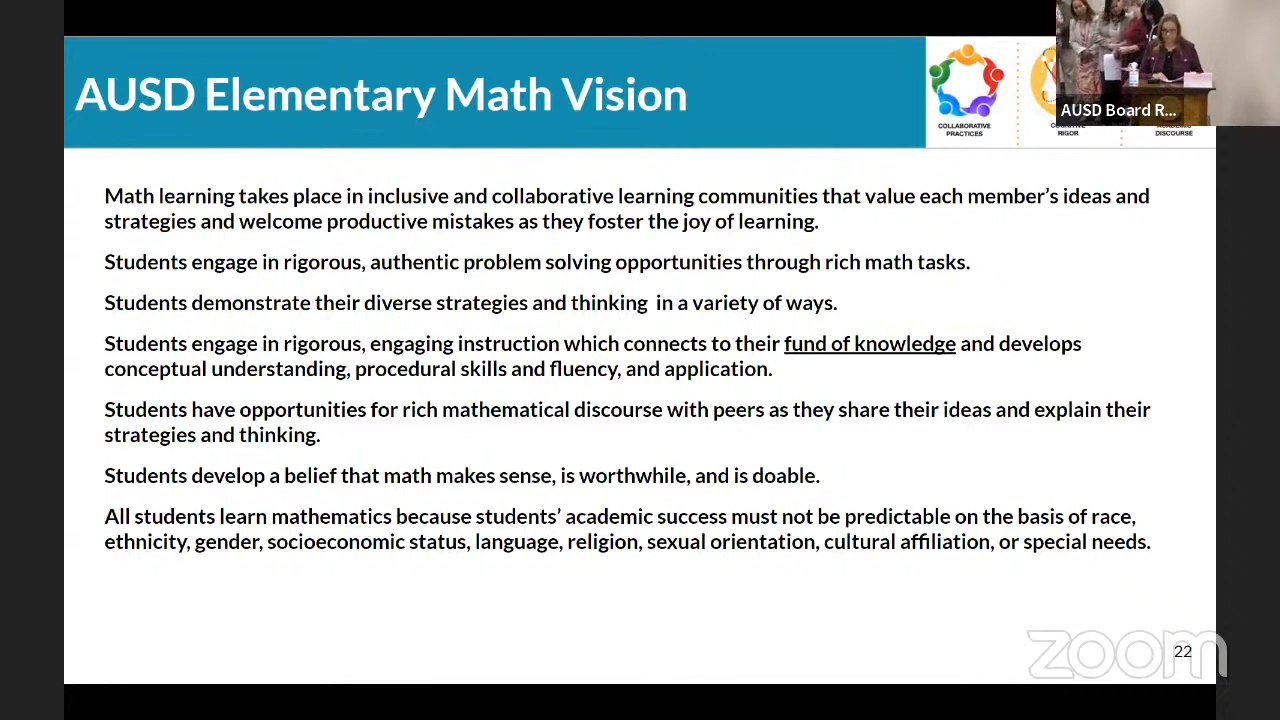 AUSD Elementary Math Vision
COLLABORATIVE
PRACTICES
RIGOR
DISCOURSE
AUSD Board R...
Math learning takes place in inclusive and collaborative learning communities that value each member’s ideas and
strategies and welcome productive mistakes as they foster the joy of learning.
Students engage in rigorous, authentic problem solving opportunities through rich math tasks.
Students demonstrate their diverse strategies and thinking in a variety of ways.
Students engage in rigorous, engaging instruction which connects to their fund of knowledge and develops
conceptual understanding, procedural skills and fluency, and application.
Students have opportunities for rich mathematical discourse with peers as they share their ideas and explain their
strategies and thinking.
Students develop a belief that math makes sense, is worthwhile, and is doable.
All students learn mathematics because students’ academic success must not be predictable on the basis of race,
ethnicity, gender, socioeconomic status, language, religion, sexual orientation, cultural affiliation, or special needs.
zoom
22